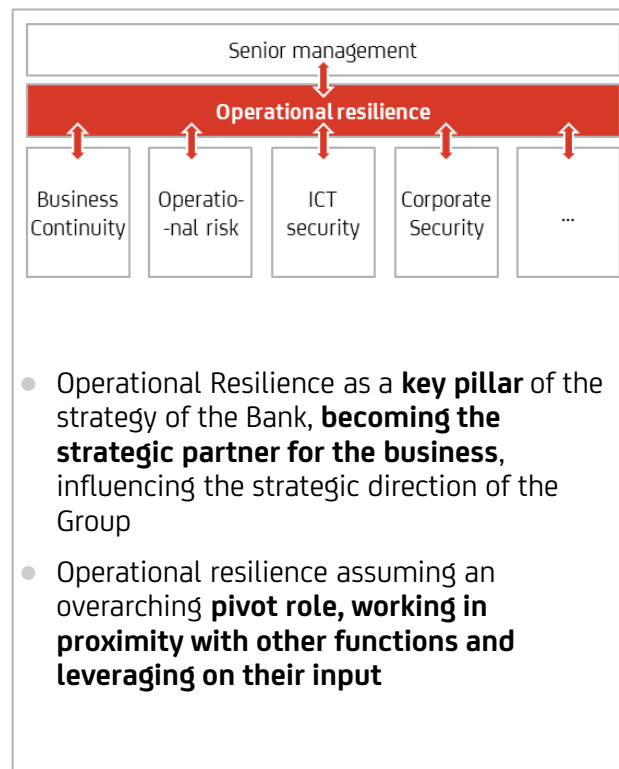 Senior management
Operational resilience
Business
Continuity
Operatio-
-nal risk
ICT
security
Corporate
Security
...
Operational Resilience as a key pillar of the
strategy of the Bank, becoming the
strategic partner for the business,
influencing the strategic direction of the
Group
Operational resilience assuming an
overarching pivot role, working in
proximity with other functions and
leveraging on their input